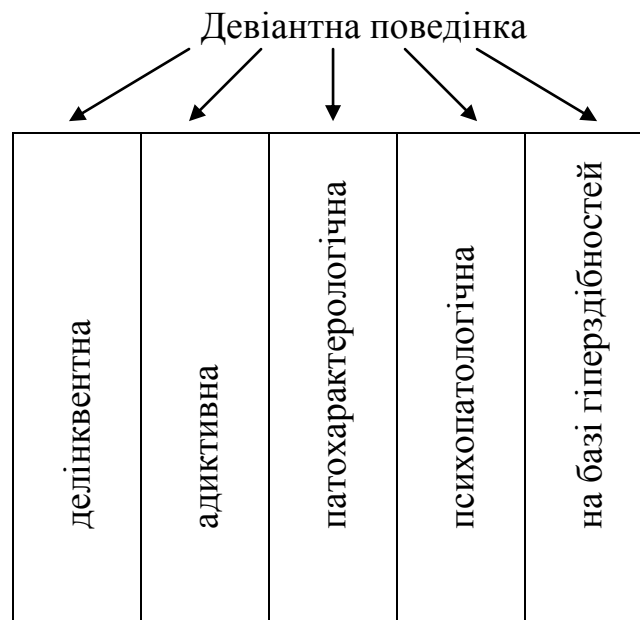 Девіантна поведінка
делінквентна
адиктивна
патохарактерологічна
психопатологічна
на базі гіперздібностей